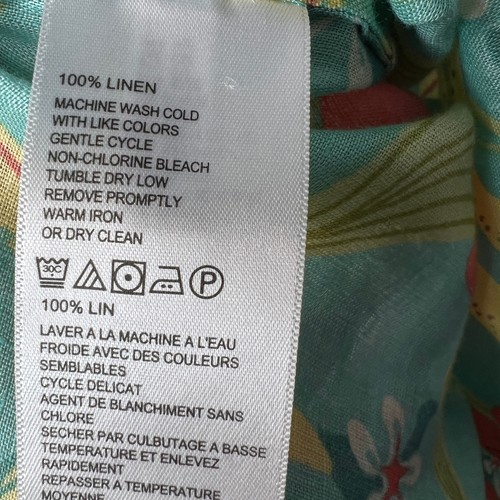 100% LINEN
MACHINE WASH COLD
WITH LIKE COLORS
GENTLE CYCLE
NON-CHLORINE BLEACH
TUMBLE DRY LOW
REMOVE PROMPTLY
WARM IRON
OR DRY CLEAN
30C P
100% LIN
LAVER A LA MACHINE A L'EAU
FROIDE AVEC DES COULEURS
SEMBLABLES
CYCLE DELICAT
AGENT DE BLANCHIMENT SANS
CHLORE
SECHER PAR CULBUTAGE A BASSE
TEMPERATURE ET ENLEVEZ
RAPIDEMENT
REPASSER A TEMPERATURE
MOYENNE